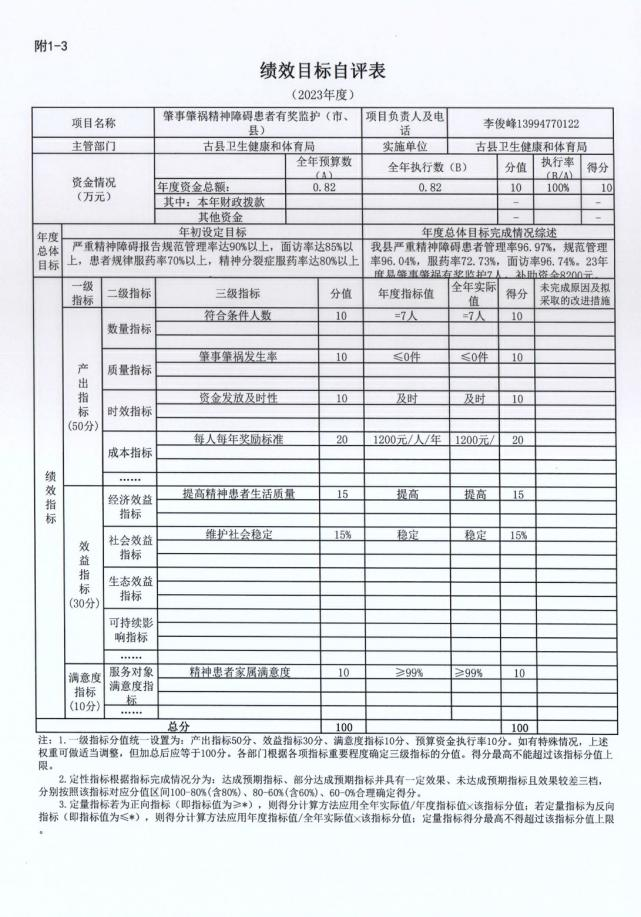 附1-3
绩效目标自评表
（2023年度）
项目名称 肇事肇祸精神障碍患者有奖监护（市、县） 项目负责人及电话 李俊峰13994770122
主管部门 古县卫生健康和体育局 实施单位 古县卫生健康和体育局
资金情况（万元） 全年预算数（A） 全年执行数（B） 分值 执行率（B/A） 得分
年度资金总额： 0.82 0.82 10 100% 10
其中：本年财政拨款 － －
其他资金 － －
年度总体目标 年初设定目标 年度总体目标完成情况综述
严重精神障碍报告规范管理率达90%以上，面访率达85%以上，患者规律服药率70%以上，精神分裂症服药率达80%以上 我县严重精神障碍患者管理率96.97%，规范管理率96.04%，服药率72.73%，面访率96.74%。23年度易肇事肇祸有奖监护7人，补助资金8200元。
绩效指标 一级指标 二级指标 三级指标 分值 年度指标值 全年实际值 得分 未完成原因及拟采取的改进措施
产出指标(50分) 数量指标 符合条件人数 10 =7人 =7人 10
质量指标 肇事肇祸发生率 10 ≤0件 ≤0件 10
时效指标 资金发放及时性 10 及时 及时 10
成本指标 每人每年奖励标准 20 1200元/人/年 1200元/ 20
……
效益指标(30分) 经济效益指标 提高精神患者生活质量 15 提高 提高 15
社会效益指标 维护社会稳定 15% 稳定 稳定 15%
生态效益指标
可持续影响指标
……
满意度指标(10分) 服务对象满意度指标 精神患者家属满意度 10 ≥99% ≥99% 10
……
总分 100 100
注：1.一级指标分值统一设置为：产出指标50分、效益指标30分、满意度指标10分、预算资金执行率10分。如有特殊情况，上述
权重可做适当调整，但加总后应等于100分。各部门根据各项指标重要程度确定三级指标的分值。得分最高不能超过该指标分值上
限。
2.定性指标根据指标完成情况分为：达成预期指标、部分达成预期指标并具有一定效果、未达成预期指标且效果较差三档，
分别按照该指标对应分值区间100-80%(含80%)、80-60%(含60%)、60-0%合理确定得分。
3.定量指标若为正向指标（即指标值为≥*），则得分计算方法应用全年实际值/年度指标值×该指标分值；若定量指标为反向
指标（即指标值为≤*），则得分计算方法应用年度指标值/全年实际值×该指标分值；定量指标得分最高不得超过该指标分值上限
。